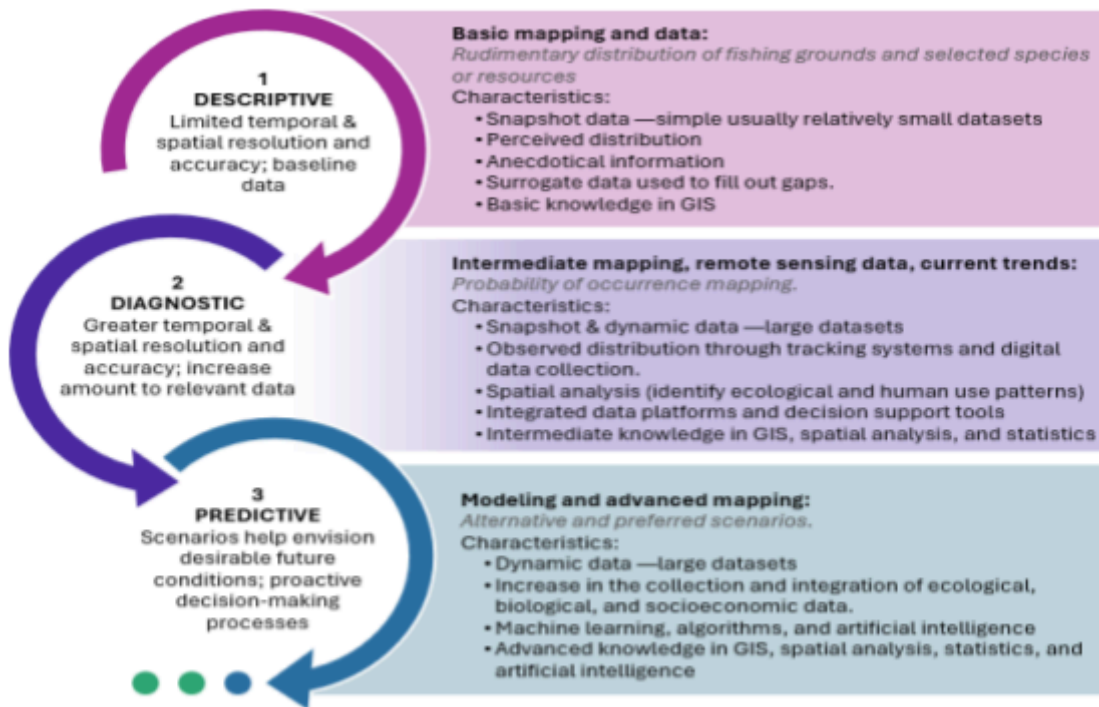 1
DESCRIPTIVE
Limited temporal &
spatial resolution and
accuracy; baseline
data
Basic mapping and data:
Rudimentary distribution of fishing grounds and selected species
or resources
Characteristics:
• Snapshot data —simple usually relatively small datasets
• Perceived distribution
• Anecdotical information
• Surrogate data used to fill out gaps.
• Basic knowledge in GIS
2
DIAGNOSTIC
Greater temporal &
spatial resolution and
accuracy; increase
amount to relevant data
Intermediate mapping, remote sensing data, current trends:
Probability of occurrence mapping.
Characteristics:
• Snapshot & dynamic data —large datasets
• Observed distribution through tracking systems and digital
data collection.
• Spatial analysis (identify ecological and human use patterns)
• Integrated data platforms and decision support tools
• Intermediate knowledge in GIS, spatial analysis, and statistics
3
PREDICTIVE
Scenarios help envision
desirable future
conditions; proactive
decision-making
processes
Modeling and advanced mapping:
Alternative and preferred scenarios.
Characteristics:
• Dynamic data —large datasets
• Increase in the collection and integration of ecological,
biological, and socioeconomic data.
• Machine learning, algorithms, and artificial intelligence
• Advanced knowledge in GIS, spatial analysis, statistics, and
artificial intelligence